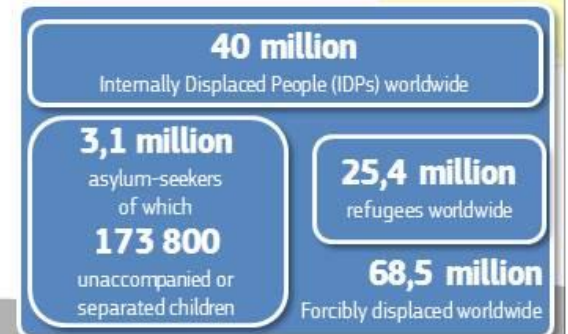 40 million
Internally Displaced People (IDPs) worldwide
3,1 million
asylum-seekers
of which
173 800
unaccompanied or
separated children
25,4 million
refugees worldwide
68,5 million
Forcibly displaced worldwide